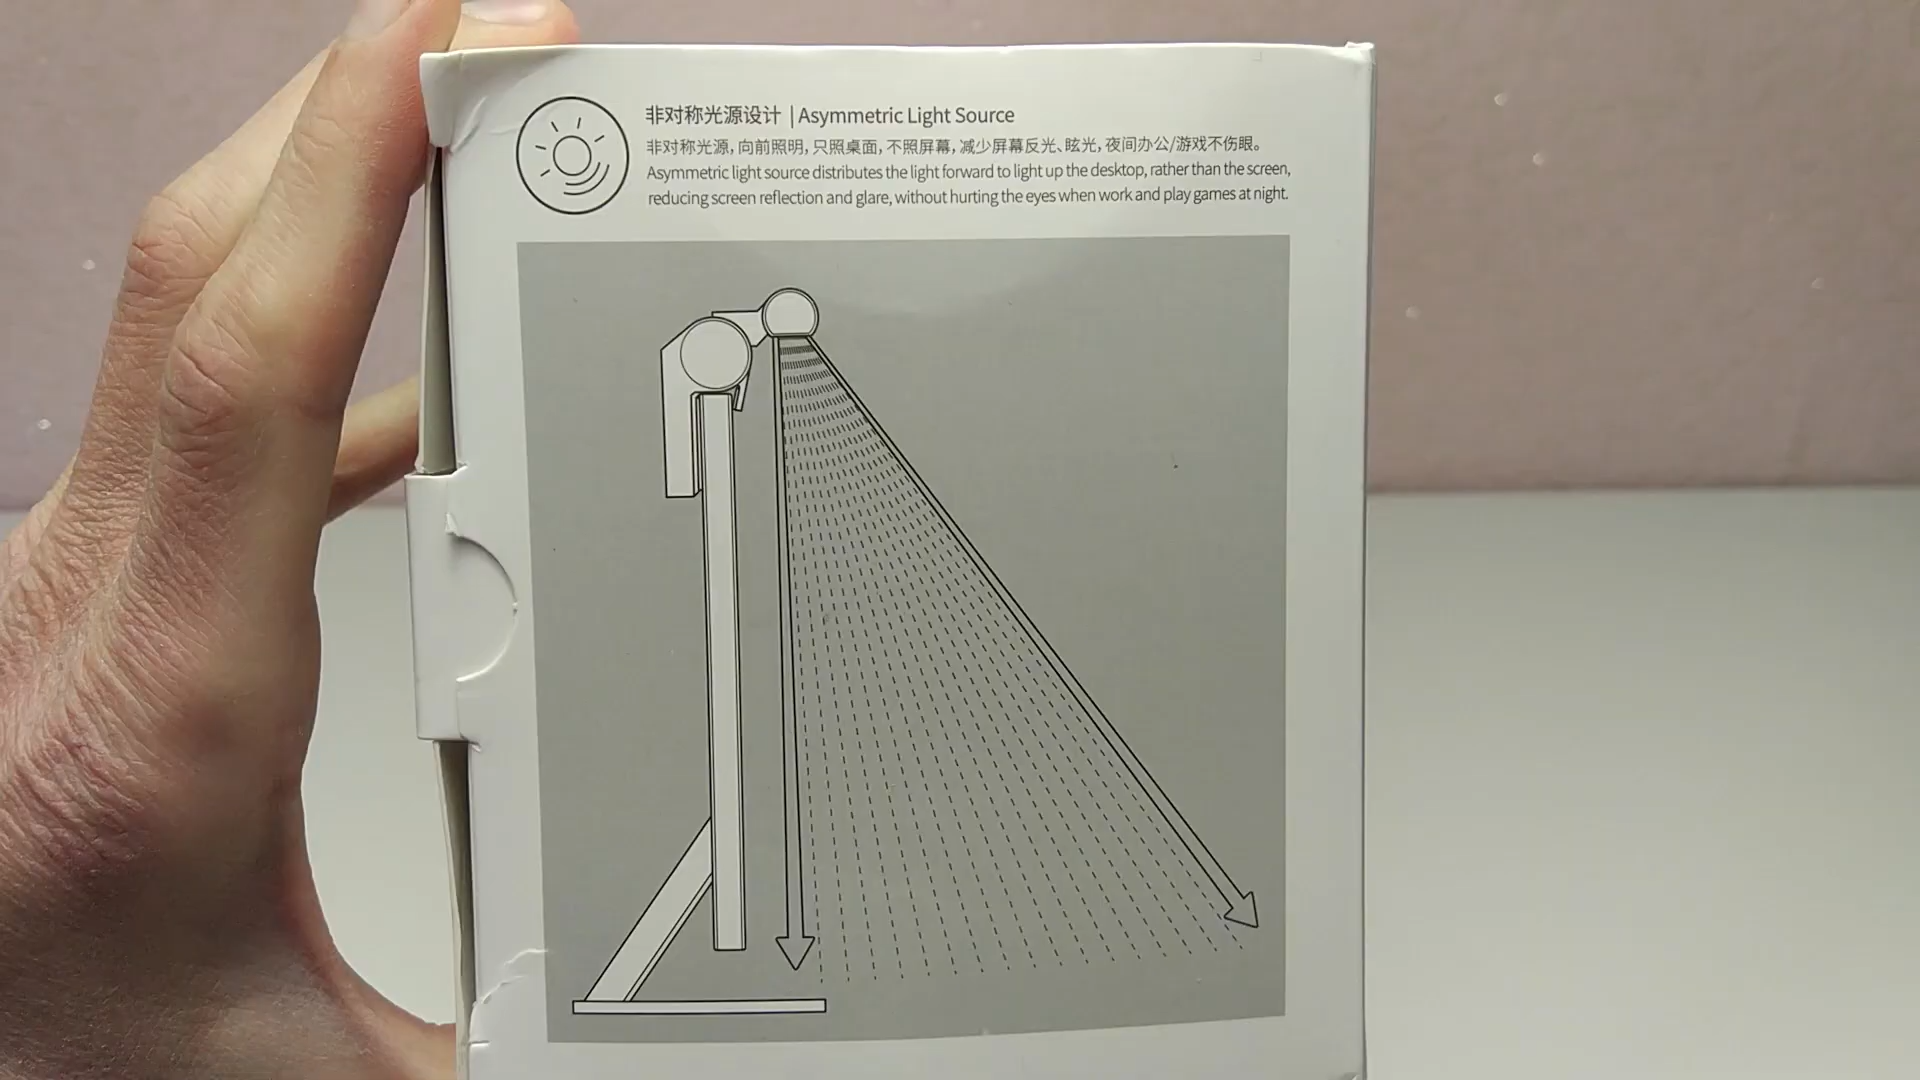 非对称光源设计 | Asymmetric Light Source
非对称光源,向前照明,只照桌面,不照屏幕,减少屏幕反光、眩光,夜间办公/游戏不伤眼。
Asymmetric light source distributes the light forward to light up the desktop, rather than the screen,
reducing screen reflection and glare, without hurting the eyes when work and play games at night.